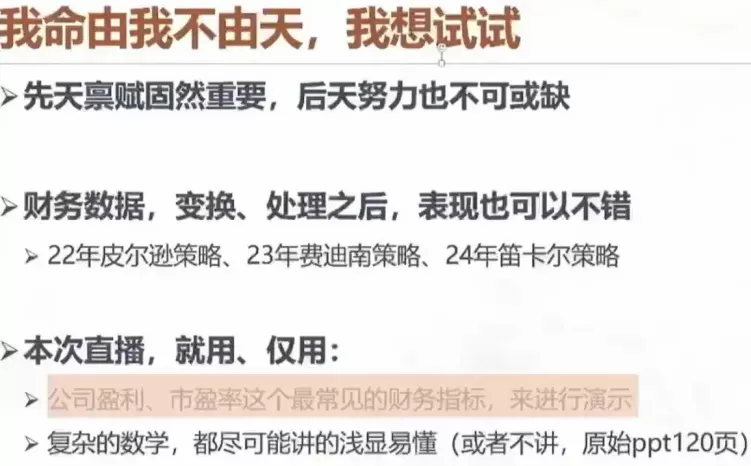 我命由我不由天，我想试试
➢先天禀赋固然重要，后天努力也不可或缺
➢财务数据，变换、处理之后，表现也可以不错
➢22年皮尔逊策略、23年费迪南策略、24年笛卡尔策略
➢本次直播，就用、仅用：
➢公司盈利、市盈率这个最常见的财务指标，来进行演示
➢复杂的数学，都尽可能讲的浅显易懂（或者不讲，原始ppt120页）